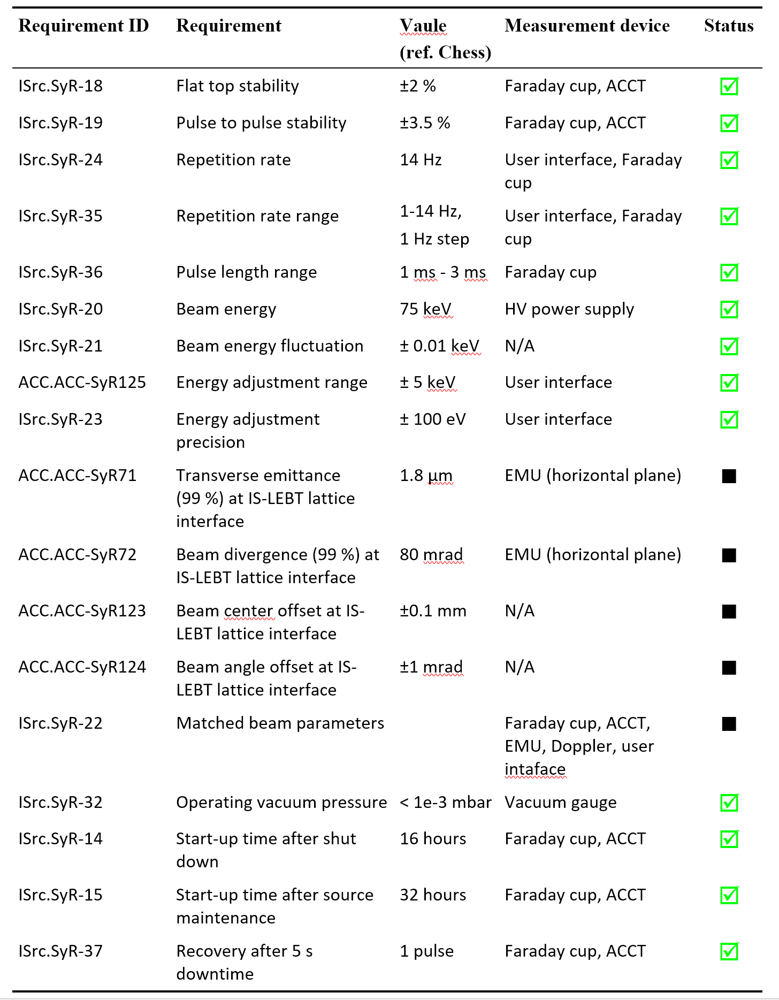 Requirement ID Requirement Vaule Measurement device Status
(ref. Chess)
ISrc.SyR-18 Flat top stability ±2 % Faraday cup, ACCT
ISrc.SyR-19 Pulse to pulse stability ±3.5 % Faraday cup, ACCT
ISrc.SyR-24 Repetition rate 14 Hz User interface, Faraday
cup
ISrc.SyR-35 Repetition rate range 1-14 Hz, User interface, Faraday
1 Hz step cup
ISrc.SyR-36 Pulse length range 1 ms - 3 ms Faraday cup
ISrc.SyR-20 Beam energy 75 keV HV power supply
ISrc.SyR-21 Beam energy fluctuation ± 0.01 keV N/A
ACC.ACC-SyR125 Energy adjustment range ± 5 keV User interface
ISrc.SyR-23 Energy adjustment ± 100 eV User interface
precision
ACC.ACC-SyR71 Transverse emittance 1.8 µm EMU (horizontal plane)
(99 %) at IS-LEBT lattice
interface
ACC.ACC-SyR72 Beam divergence (99 %) at 80 mrad EMU (horizontal plane)
IS-LEBT lattice interface
ACC.ACC-SyR123 Beam center offset at IS- ±0.1 mm N/A
LEBT lattice interface
ACC.ACC-SyR124 Beam angle offset at IS- ±1 mrad N/A
LEBT lattice interface
ISrc.SyR-22 Matched beam parameters Faraday cup, ACCT,
EMU, Doppler, user
intaface
ISrc.SyR-32 Operating vacuum pressure < 1e-3 mbar Vacuum gauge
ISrc.SyR-14 Start-up time after shut 16 hours Faraday cup, ACCT
down
ISrc.SyR-15 Start-up time after source 32 hours Faraday cup, ACCT
maintenance
ISrc.SyR-37 Recovery after 5 s 1 pulse Faraday cup, ACCT
downtime